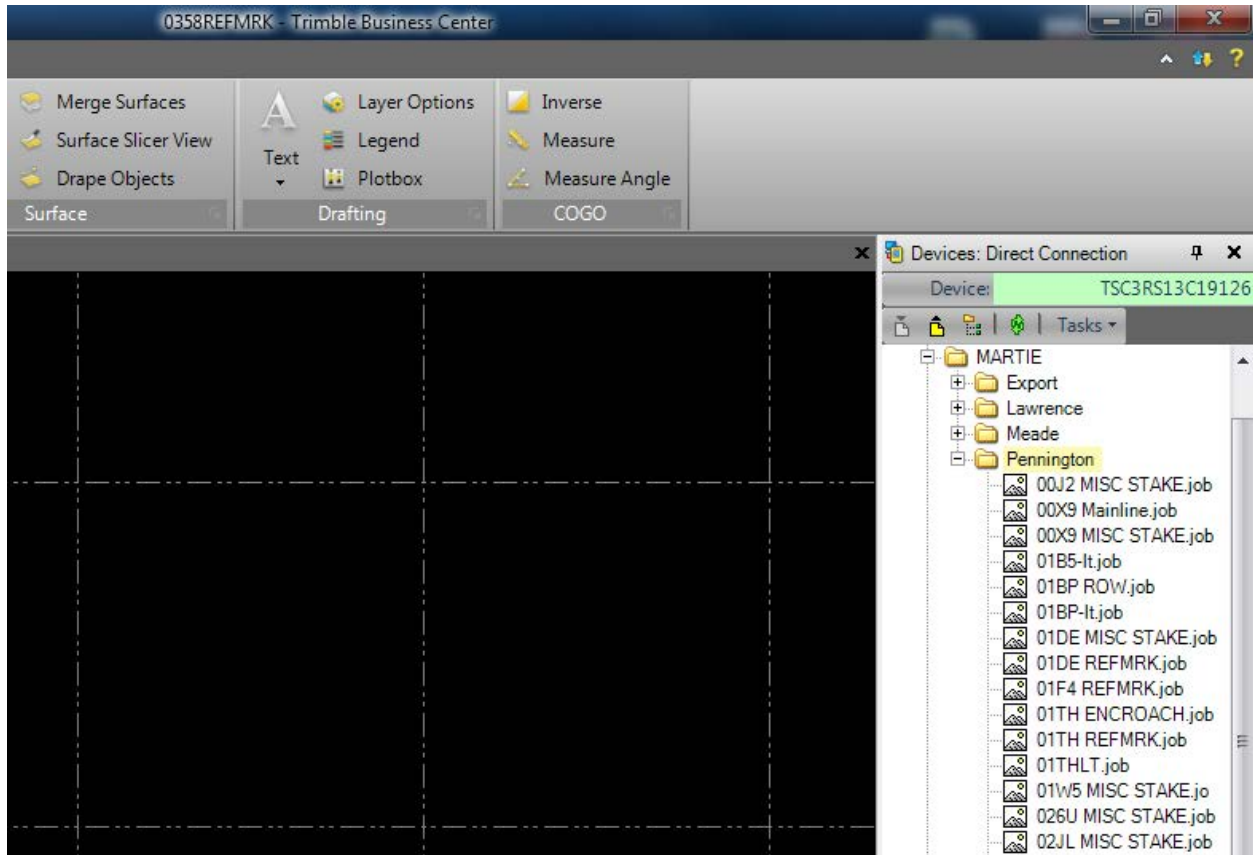 0358REFMRK - Trimble Business Center
Merge Surfaces
Surface Slicer View
Drape Objects
Surface
Text
Layer Options
Legend
Plotbox
Drafting
Inverse
Measure
Measure Angle
COGO
Devices: Direct Connection
Device: TSC3RS13C19126
Tasks
MARTIE
Export
Lawrence
Meade
Pennington
00J2 MISC STAKE.job
00X9 Mainline.job
00X9 MISC STAKE.job
01B5-lt.job
01BP ROW.job
01BP-lt.job
01DE MISC STAKE.job
01DE REFMRK.job
01F4 REFMRK.job
01TH ENCROACH.job
01TH REFMRK.job
01THLT.job
01W5 MISC STAKE.jo
026U MISC STAKE.job
02JL MISC STAKE.job